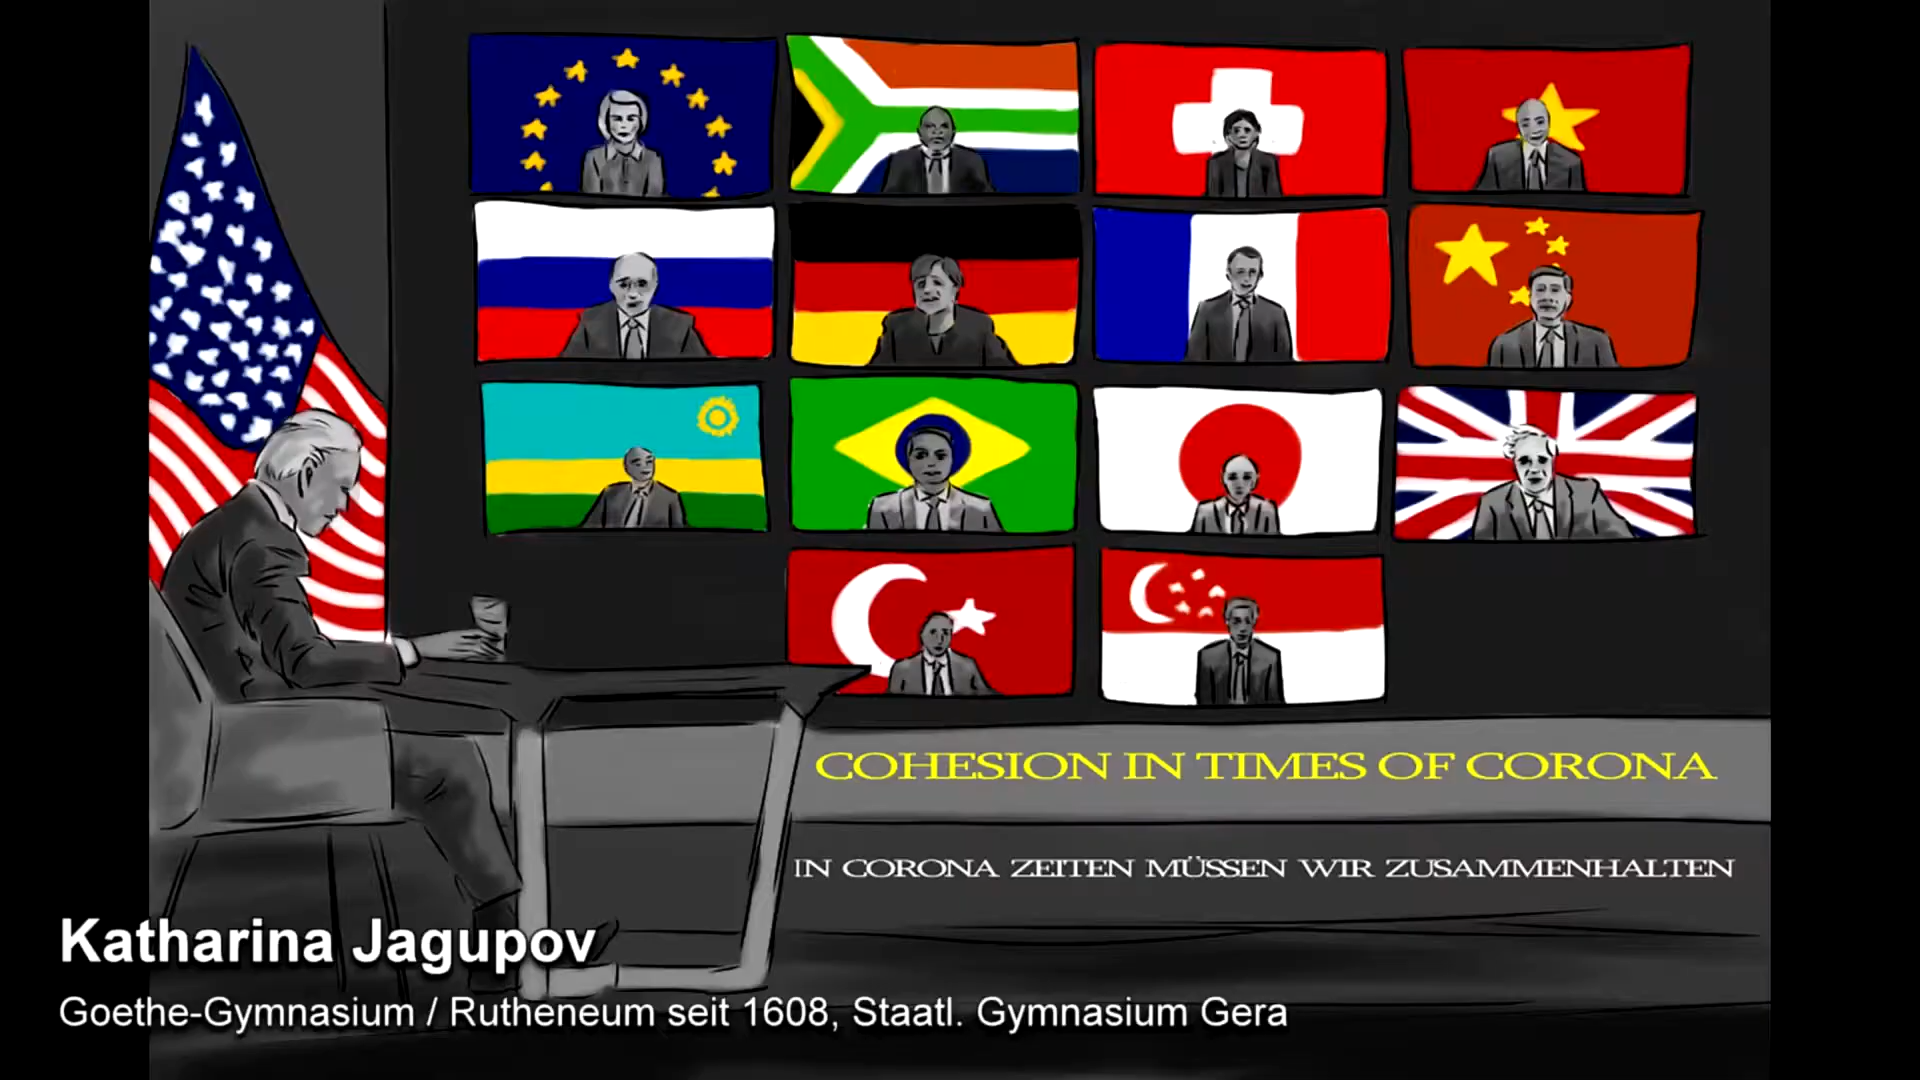 COHESION IN TIMES OF CORONA
IN CORONA ZEITEN MÜSSEN WIR ZUSAMMENHALTEN
Katharina Jagupov
Goethe-Gymnasium / Rutheneum seit 1608, Staatl. Gymnasium Gera